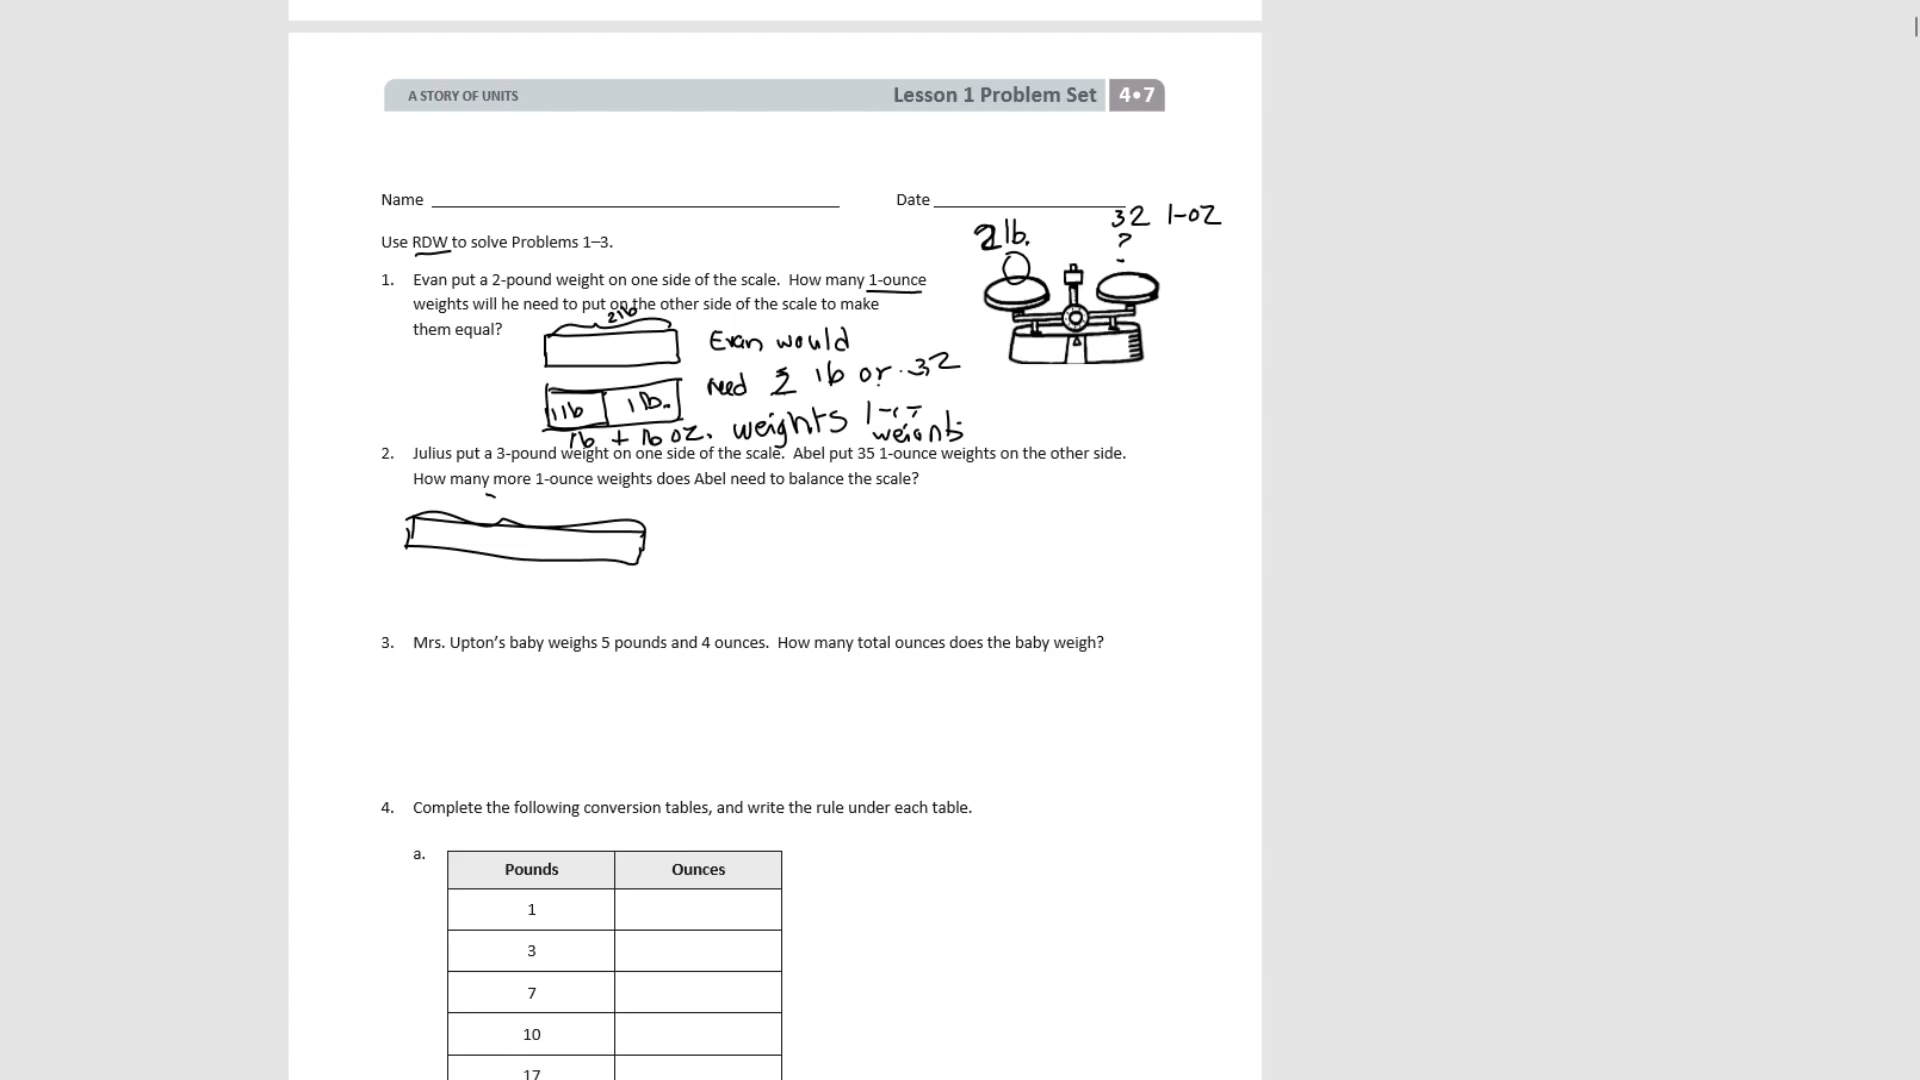 A STORY OF UNITS
Lesson 1 Problem Set 4•7
Name
Date
32 1-oz
2 lb.
?
Use RDW to solve Problems 1–3.
1. Evan put a 2-pound weight on one side of the scale. How many 1-ounce
weights will he need to put on the other side of the scale to make
them equal?
2lb
Evan would
need 2 lb or 32
1lb 1 lb.
weights
weights
2. Julius put a 3-pound weight on one side of the scale. Abel put 35 1-ounce weights on the other side.
How many more 1-ounce weights does Abel need to balance the scale?
3. Mrs. Upton’s baby weighs 5 pounds and 4 ounces. How many total ounces does the baby weigh?
4. Complete the following conversion tables, and write the rule under each table.
a.
Pounds Ounces
1
3
7
10
17